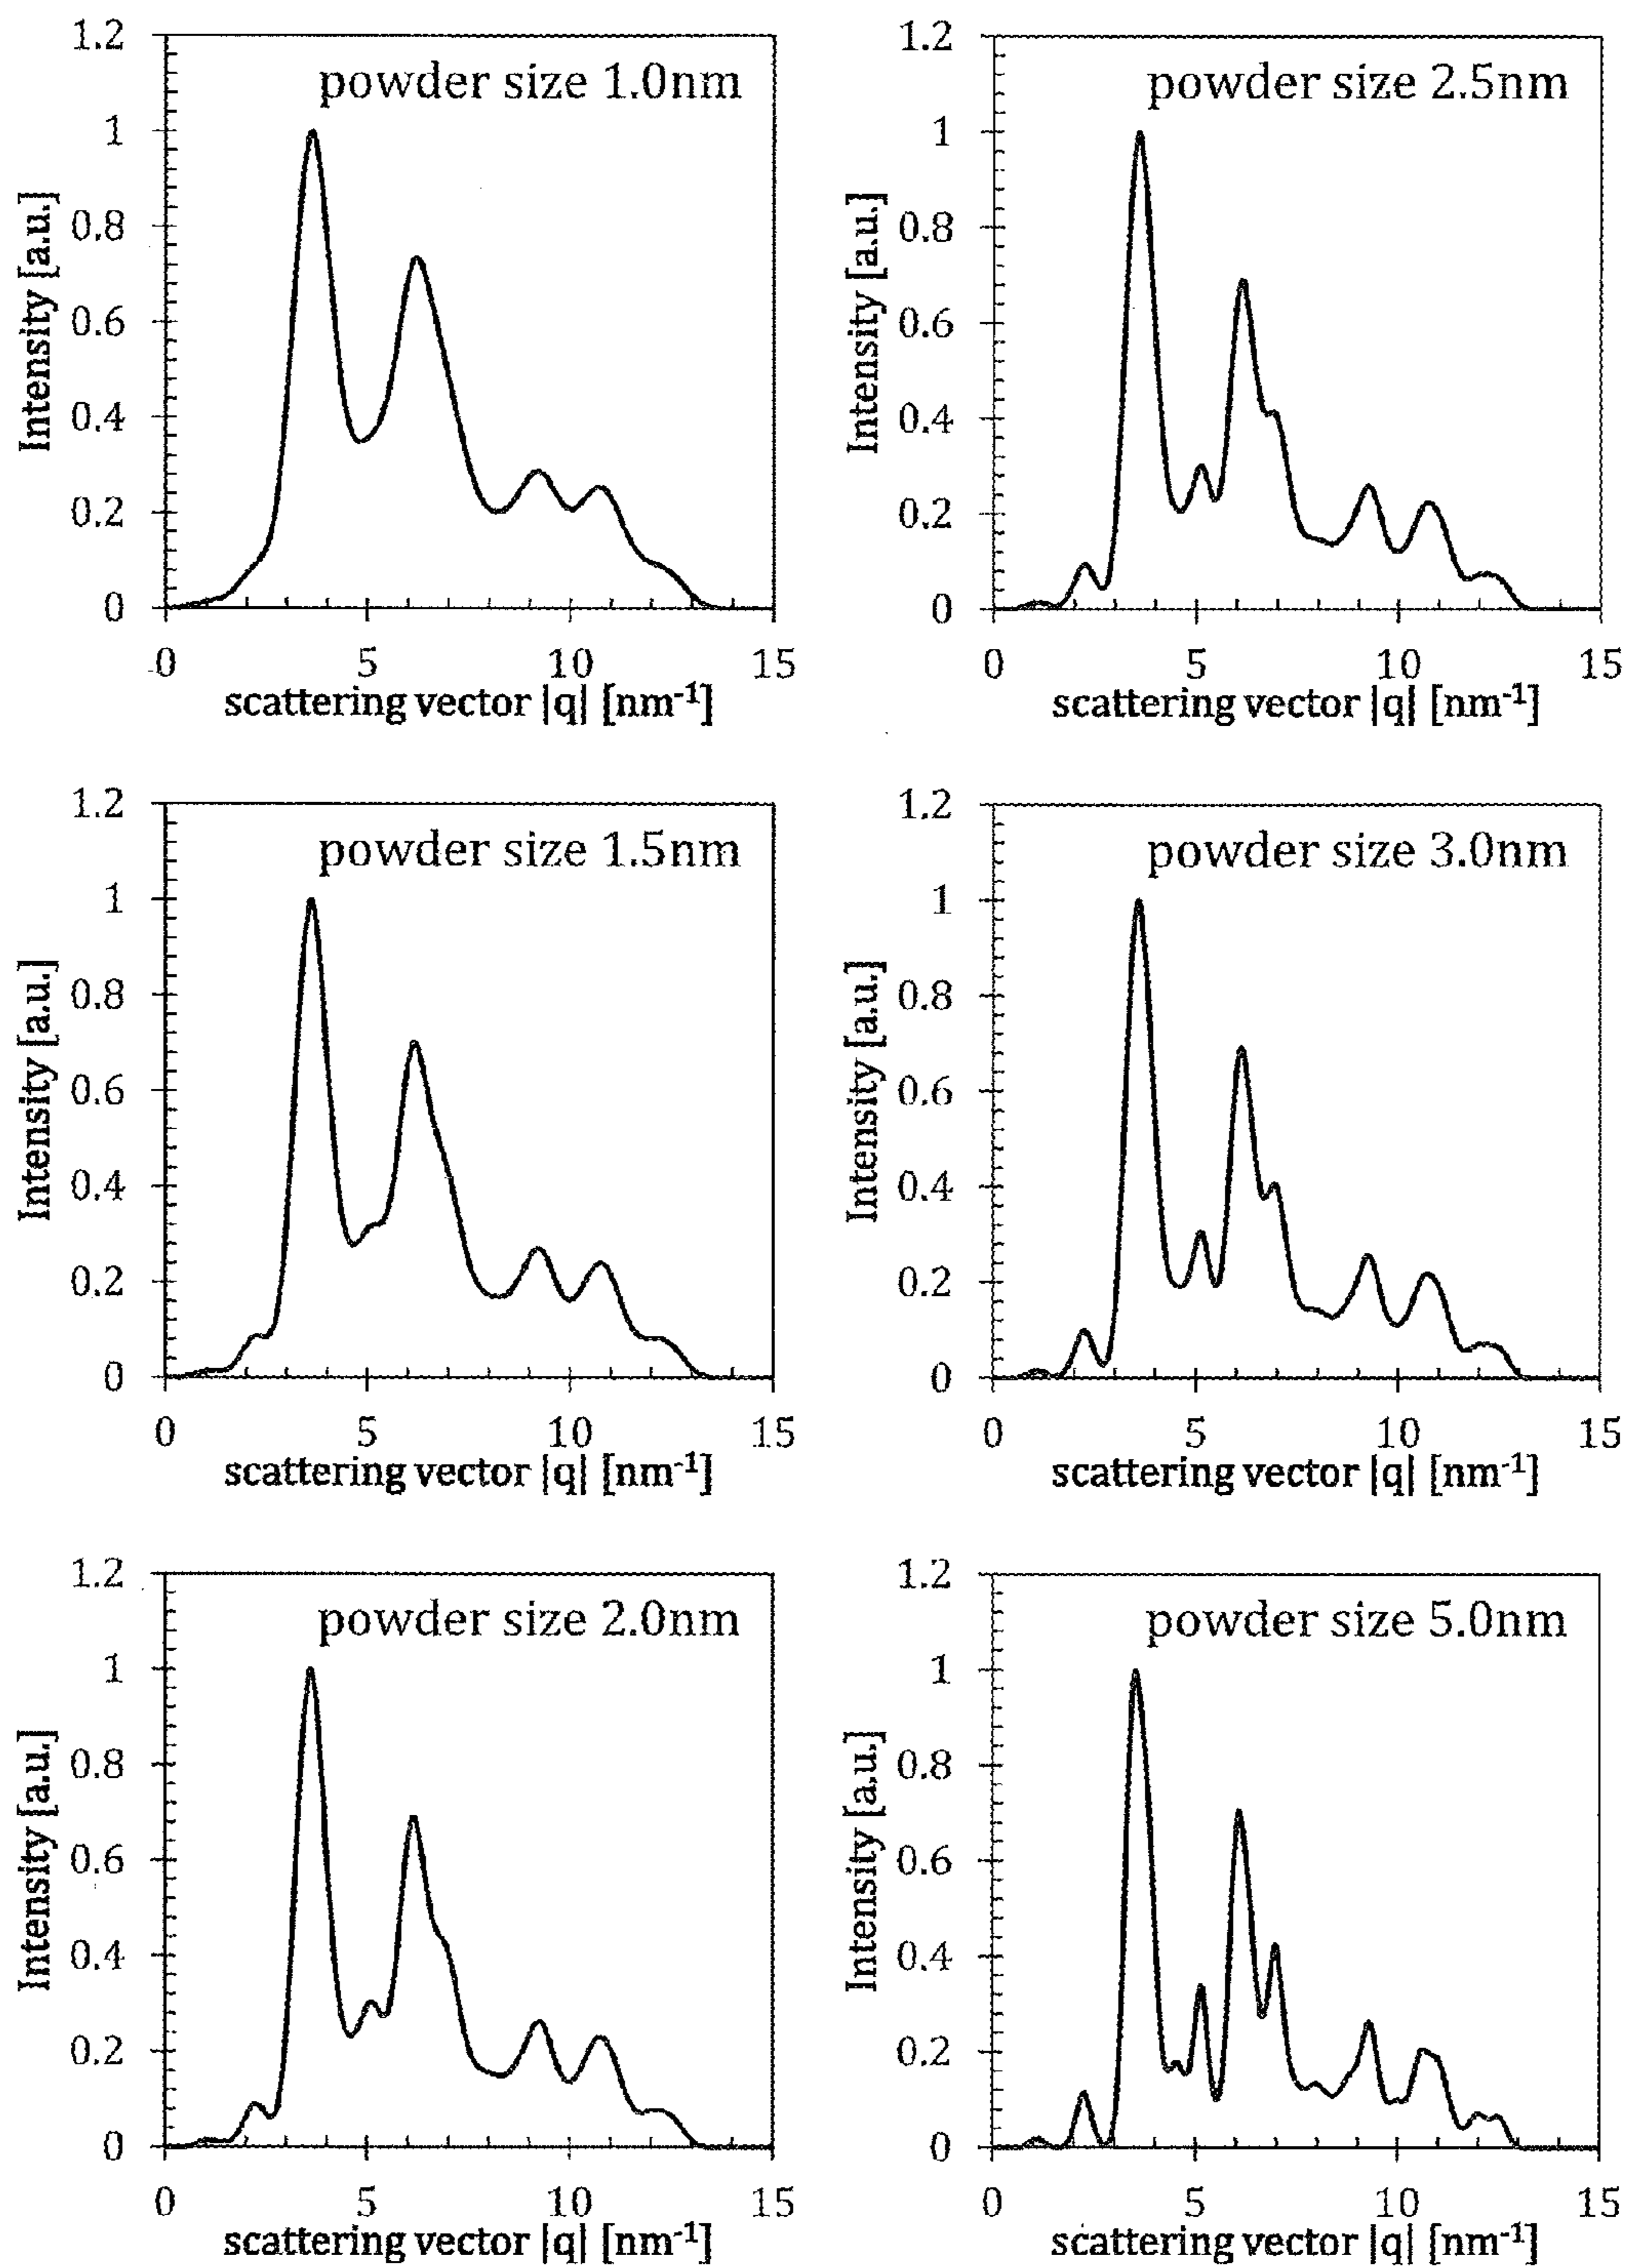 powder size 1.0nm
Intensity [a.u.]
1.2
1
0.8
0.6
0.4
0.2
0
0 5 10 15
scattering vector |q| [nm-1]
powder size 2.5nm
Intensity [a.u.]
1.2
1
0.8
0.6
0.4
0.2
0
0 5 10 15
scattering vector |q| [nm-1]
powder size 1.5nm
Intensity [a.u.]
1.2
1
0.8
0.6
0.4
0.2
0
0 5 10 15
scattering vector |q| [nm-1]
powder size 3.0nm
Intensity [a.u.]
1.2
1
0.8
0.6
0.4
0.2
0
0 5 10 15
scattering vector |q| [nm-1]
powder size 2.0nm
Intensity [a.u.]
1.2
1
0.8
0.6
0.4
0.2
0
0 5 10 15
scattering vector |q| [nm-1]
powder size 5.0nm
Intensity [a.u.]
1.2
1
0.8
0.6
0.4
0.2
0
0 5 10 15
scattering vector |q| [nm-1]